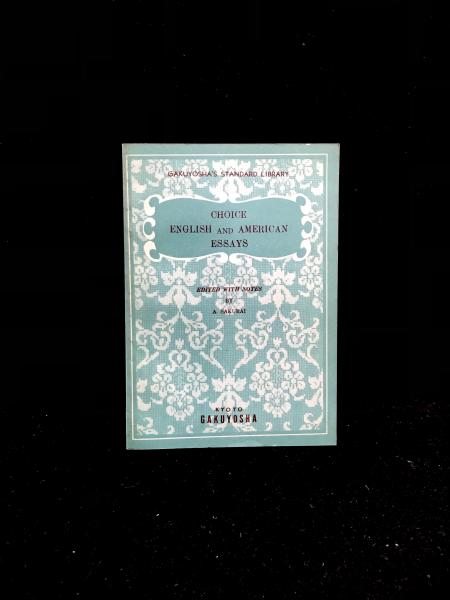 GAKUYOSHA'S STANDARD LIBRARY
CHOICE
ENGLISH AND AMERICAN
ESSAYS
EDITED WITH NOTES
BY
A. SAKURAI
KYOTO
GAKUYOSHA